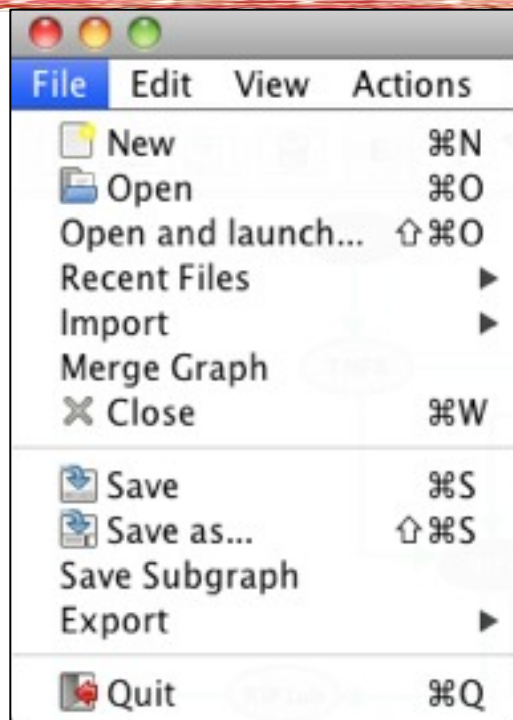 File Edit View Actions
New ⌘N
Open ⌘O
Open and launch... ⇧⌘O
Recent Files ▶
Import ▶
Merge Graph
Close ⌘W
Save ⌘S
Save as... ⇧⌘S
Save Subgraph
Export ▶
Quit ⌘Q